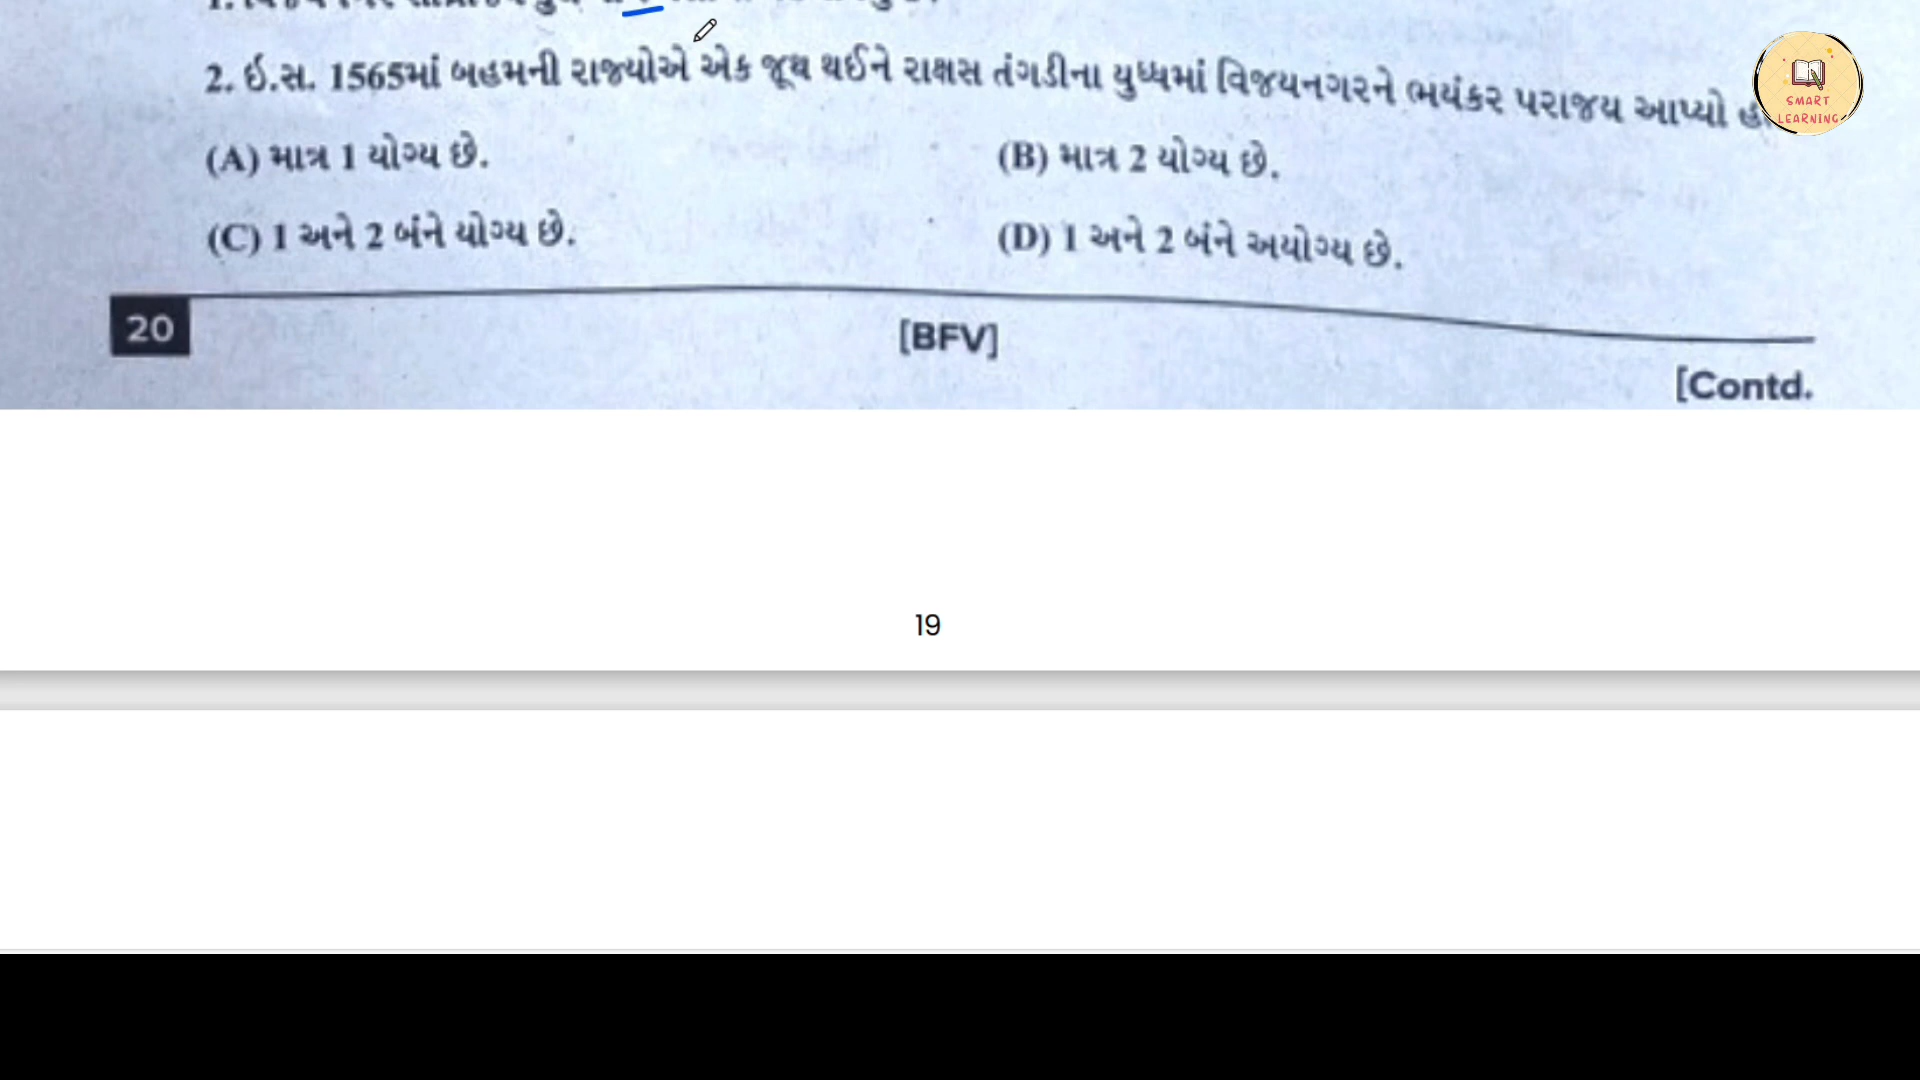 2. ઈ.સ. 1565માં બહમની રાજ્યોએ એક જૂથ થઈને રાક્ષસ તંગડીના યુધ્ધમાં વિજયનગરને ભયંકર પરાજય આપ્યો
SMART
LEARNING
(A) માત્ર 1 યોગ્ય છે.
(B) માત્ર 2 યોગ્ય છે.
(C) 1 અને 2 બંને યોગ્ય છે.
(D) 1 અને 2 બંને અયોગ્ય છે.
20
[BFV]
[Contd.
19